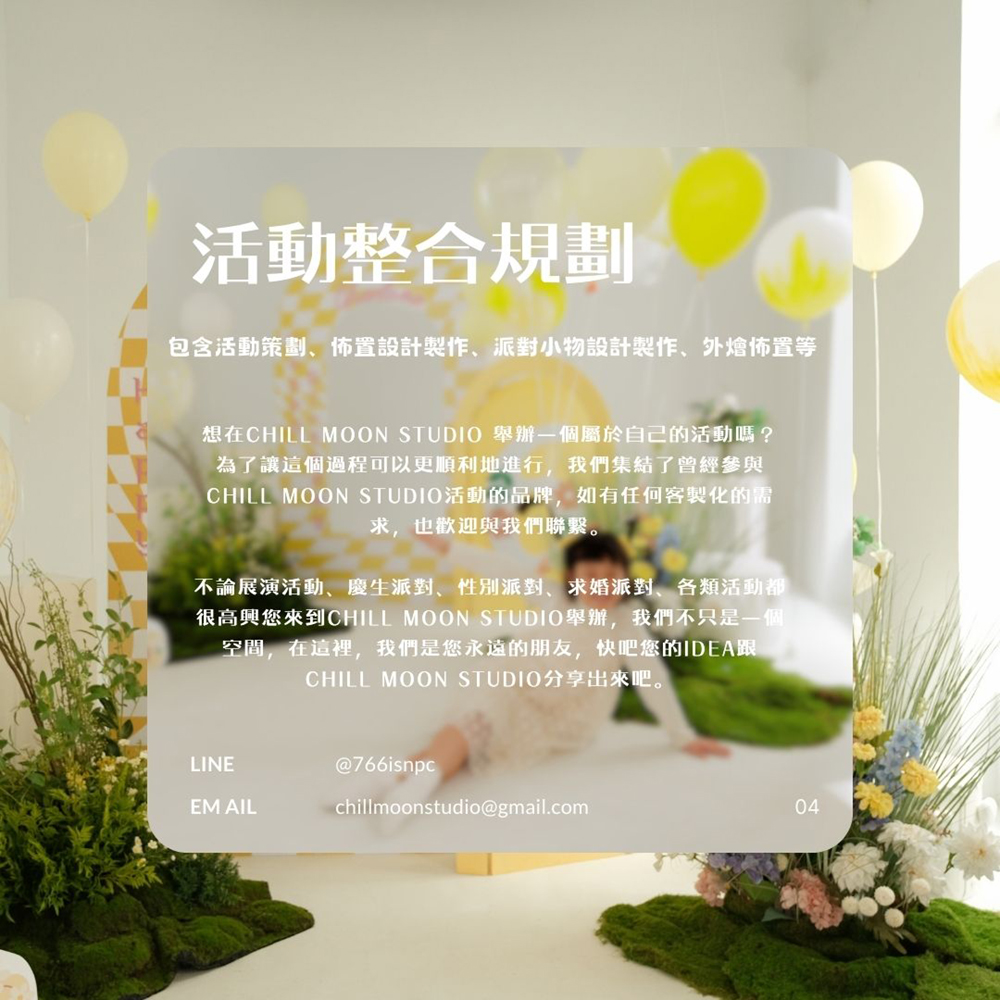 活動整合規劃
包含活動策劃、佈置設計製作、派對小物設計製作、外燴佈置等
想在CHILL MOON STUDIO 舉辦一個屬於自己的活動嗎？
為了讓這個過程可以更順利地進行，我們集結了曾經參與
CHILL MOON STUDIO活動的品牌，如有任何客製化的需
求，也歡迎與我們聯繫。
不論展演活動、慶生派對、性別派對、求婚派對、各類活動都
很高興您來到CHILL MOON STUDIO舉辦，我們不只是一個
空間，在這裡，我們是您永遠的朋友，快吧您的IDEA跟
CHILL MOON STUDIO分享出來吧。
LINE @766isnpc
EM AIL chillmoonstudio@gmail.com 04